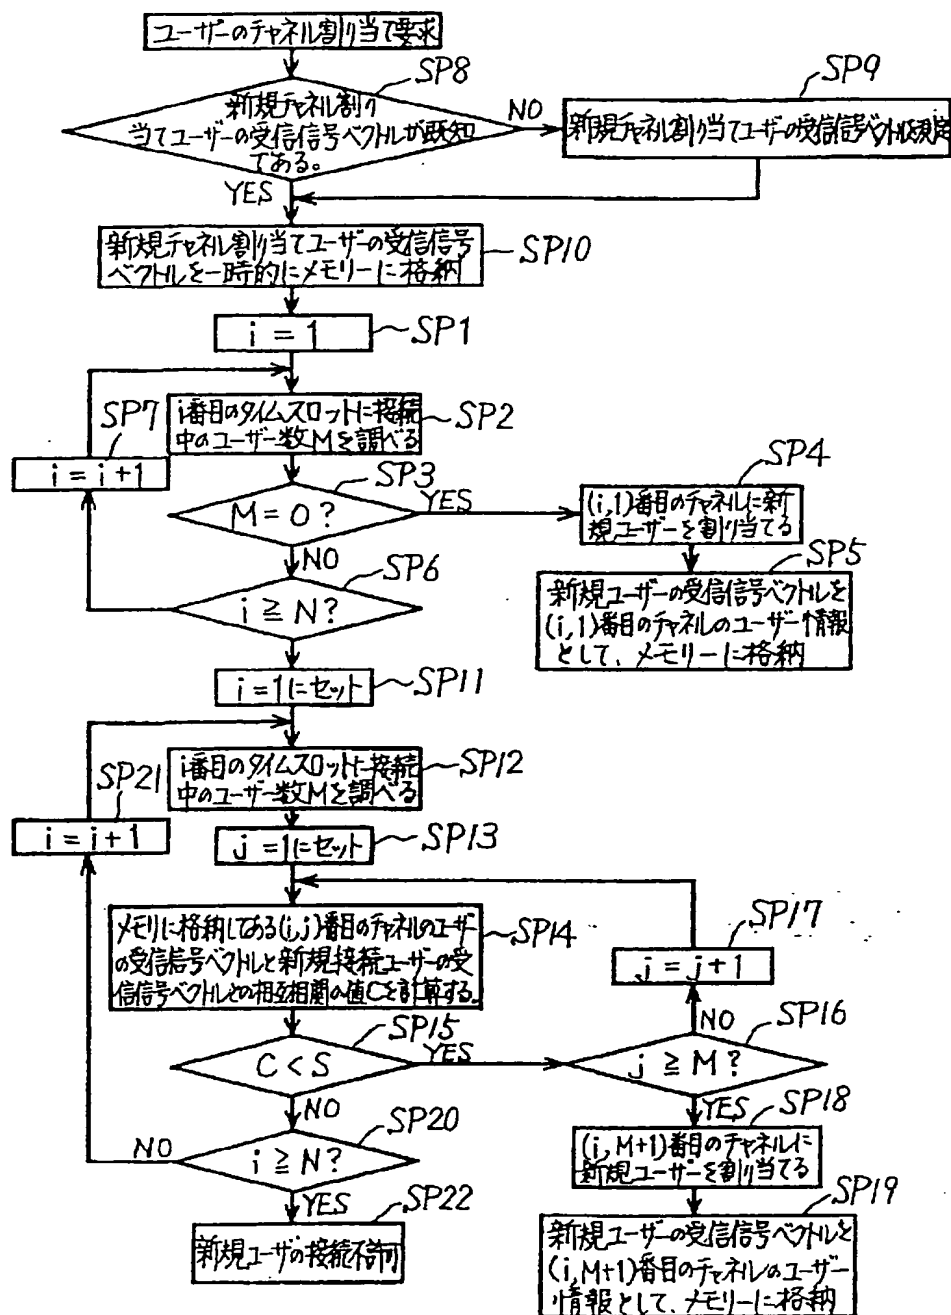 ユーザーのチャネル割り当て要求
SP8
新規チャネル割り
当てユーザーの受信信号ベクトルが既知
である。
NO
SP9
新規チャネル割り当てユーザーの受信信号ベクトルを測定
YES
新規チャネル割り当てユーザーの受信信号
ベクトルを一時的にメモリーに格納
SP10
i = 1
SP1
SP7
i = i+1
i番目のタイムスロットに接続
中のユーザー数Mを調べる
SP2
SP3
M = 0 ?
YES
SP4
(i,1)番目のチャネルに新
規ユーザーを割り当てる
NO
SP6
i ≧ N ?
SP5
新規ユーザーの受信信号ベクトルを
(i,1)番目のチャネルのユーザー情報
として、メモリーに格納
i=1にセット
SP11
SP21
i = i+1
i番目のタイムスロットに接続
中のユーザー数Mを調べる
SP12
j =1にセット
SP13
メモリに格納してある(i,j)番目のチャネルのユーザー
の受信信号ベクトルと新規接続ユーザーの受
信信号ベクトルとの相互相関の値Cを計算する。
SP14
SP17
j = j+1
SP15
C < S
YES
NO
SP16
j ≧ M ?
NO
SP20
i ≧ N ?
NO
YES
SP18
(i, M+1)番目のチャネルに
新規ユーザーを割り当てる
YES
SP22
新規ユーザの接続不許可
SP19
新規ユーザーの受信信号ベクトルを
(i,M+1)番目のチャネルのユーザー
情報として、メモリーに格納